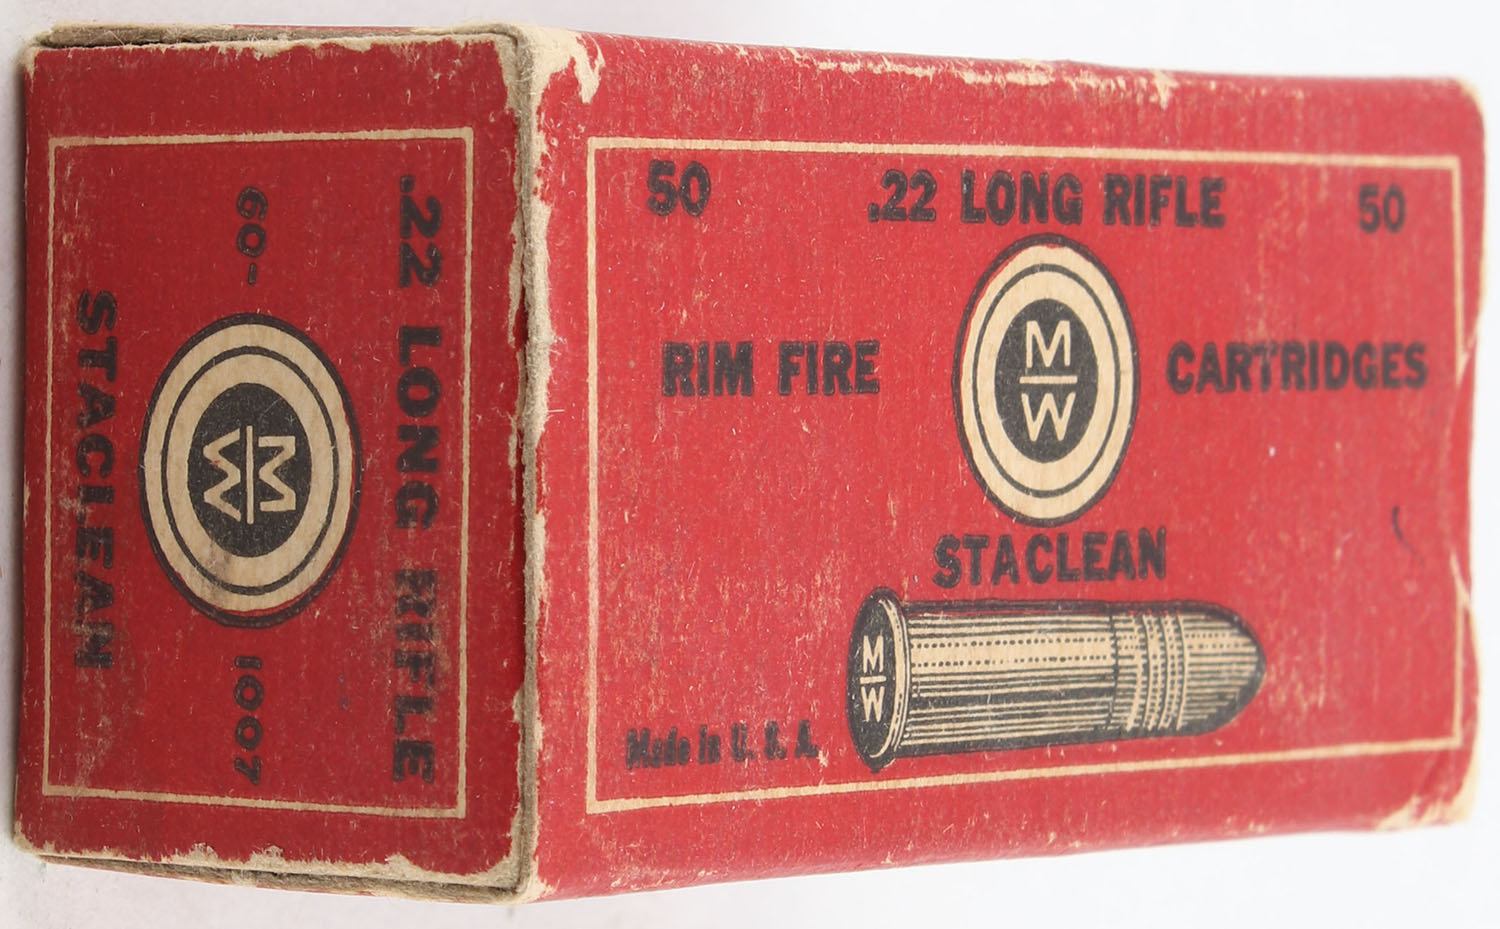 .22 LONG RIFLE
60- M W 1007
STACLEAN
50 .22 LONG RIFLE 50
M
W
RIM FIRE CARTRIDGES
STACLEAN
M
W
Made in U. S. A.